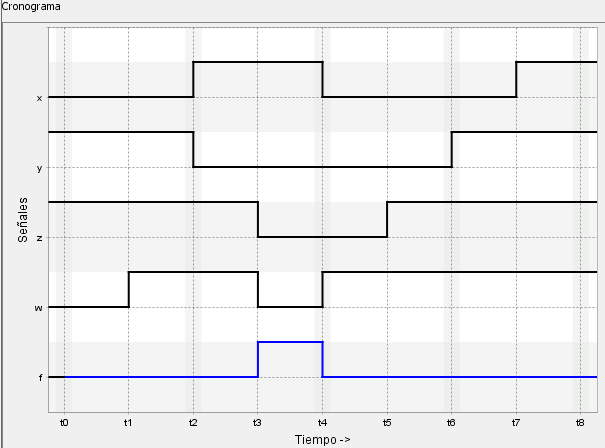 Cronograma
x
y
z
w
f
Señales
t0 t1 t2 t3 t4 t5 t6 t7 t8
Tiempo ->